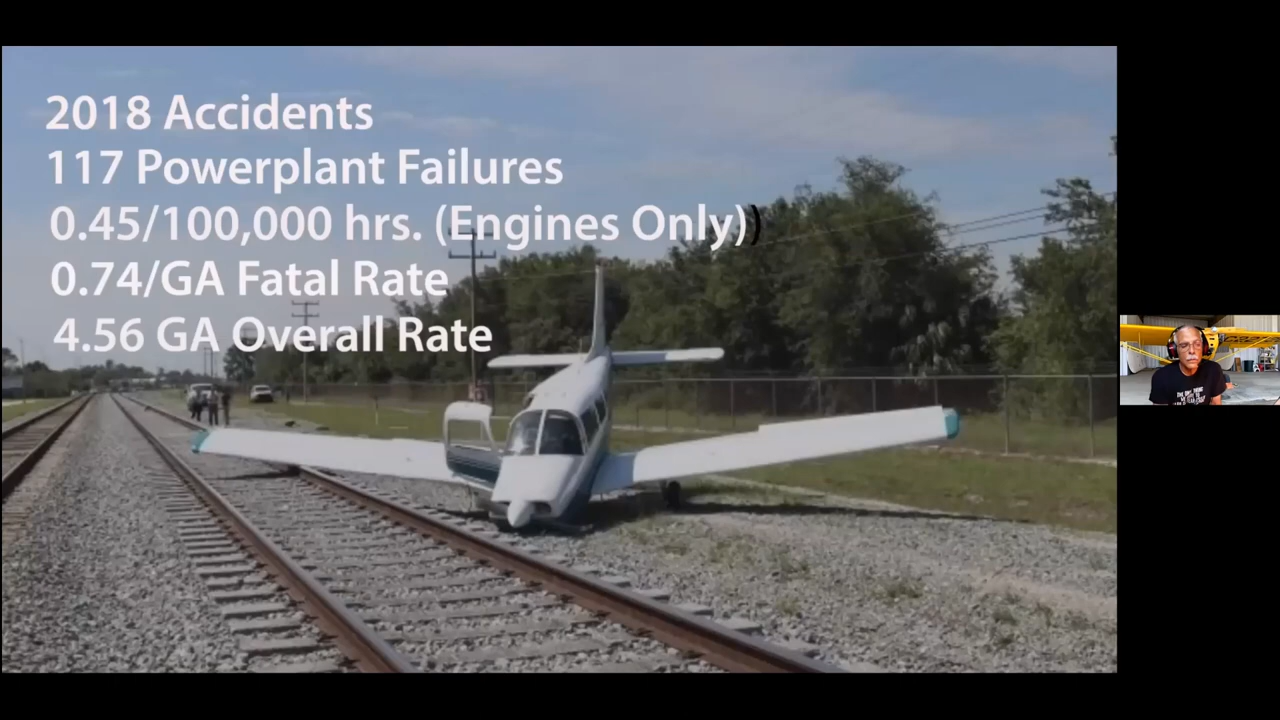 2018 Accidents
117 Powerplant Failures
0.45/100,000 hrs. (Engines Only))
0.74/GA Fatal Rate
4.56 GA Overall Rate